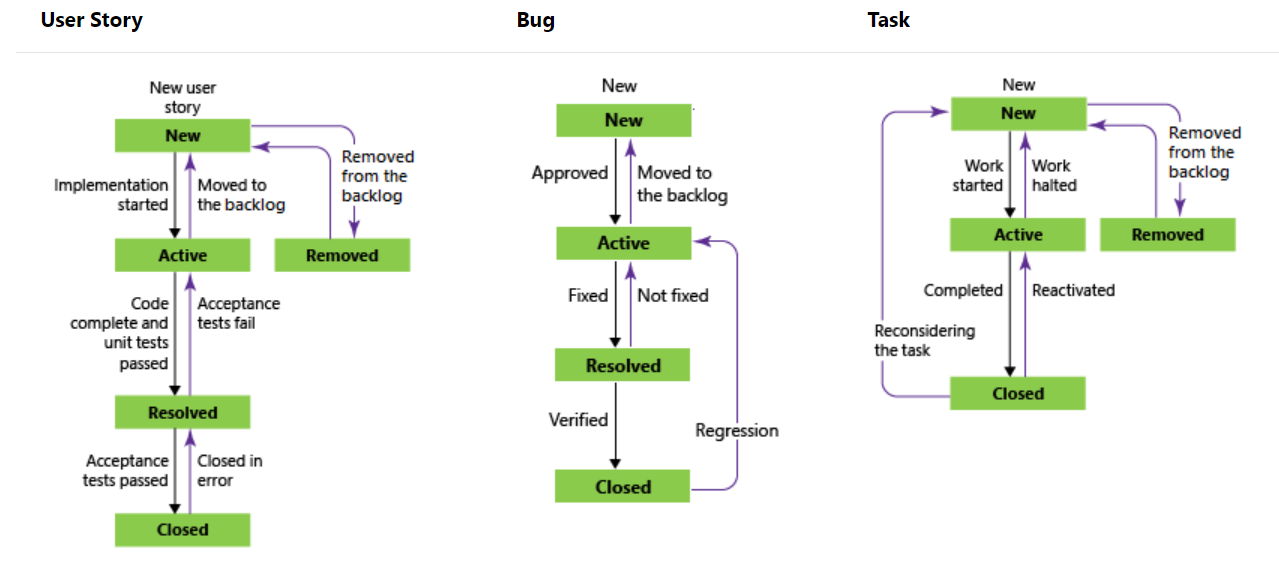 User Story
New user
story
New
Implementation
started
Moved to
the backlog
Removed
from the
backlog
Active
Removed
Code
complete and
unit tests
passed
Acceptance
tests fail
Resolved
Acceptance
tests passed
Closed in
error
Closed
Bug
New
New
Approved
Moved to
the backlog
Active
Fixed
Not fixed
Resolved
Verified
Regression
Closed
Task
New
New
Work
started
Work
halted
Removed
from the
backlog
Active
Removed
Completed
Reactivated
Reconsidering
the task
Closed